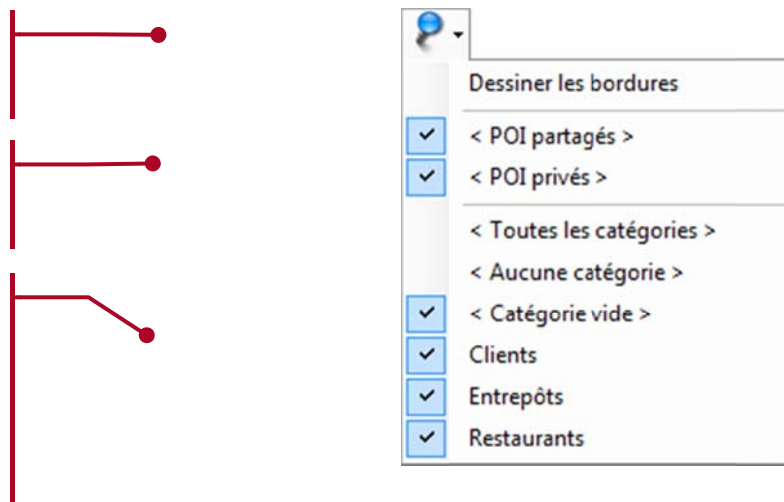 Dessiner les bordures
< POI partagés >
< POI privés >
< Toutes les catégories >
< Aucune catégorie >
< Catégorie vide >
Clients
Entrepôts
Restaurants